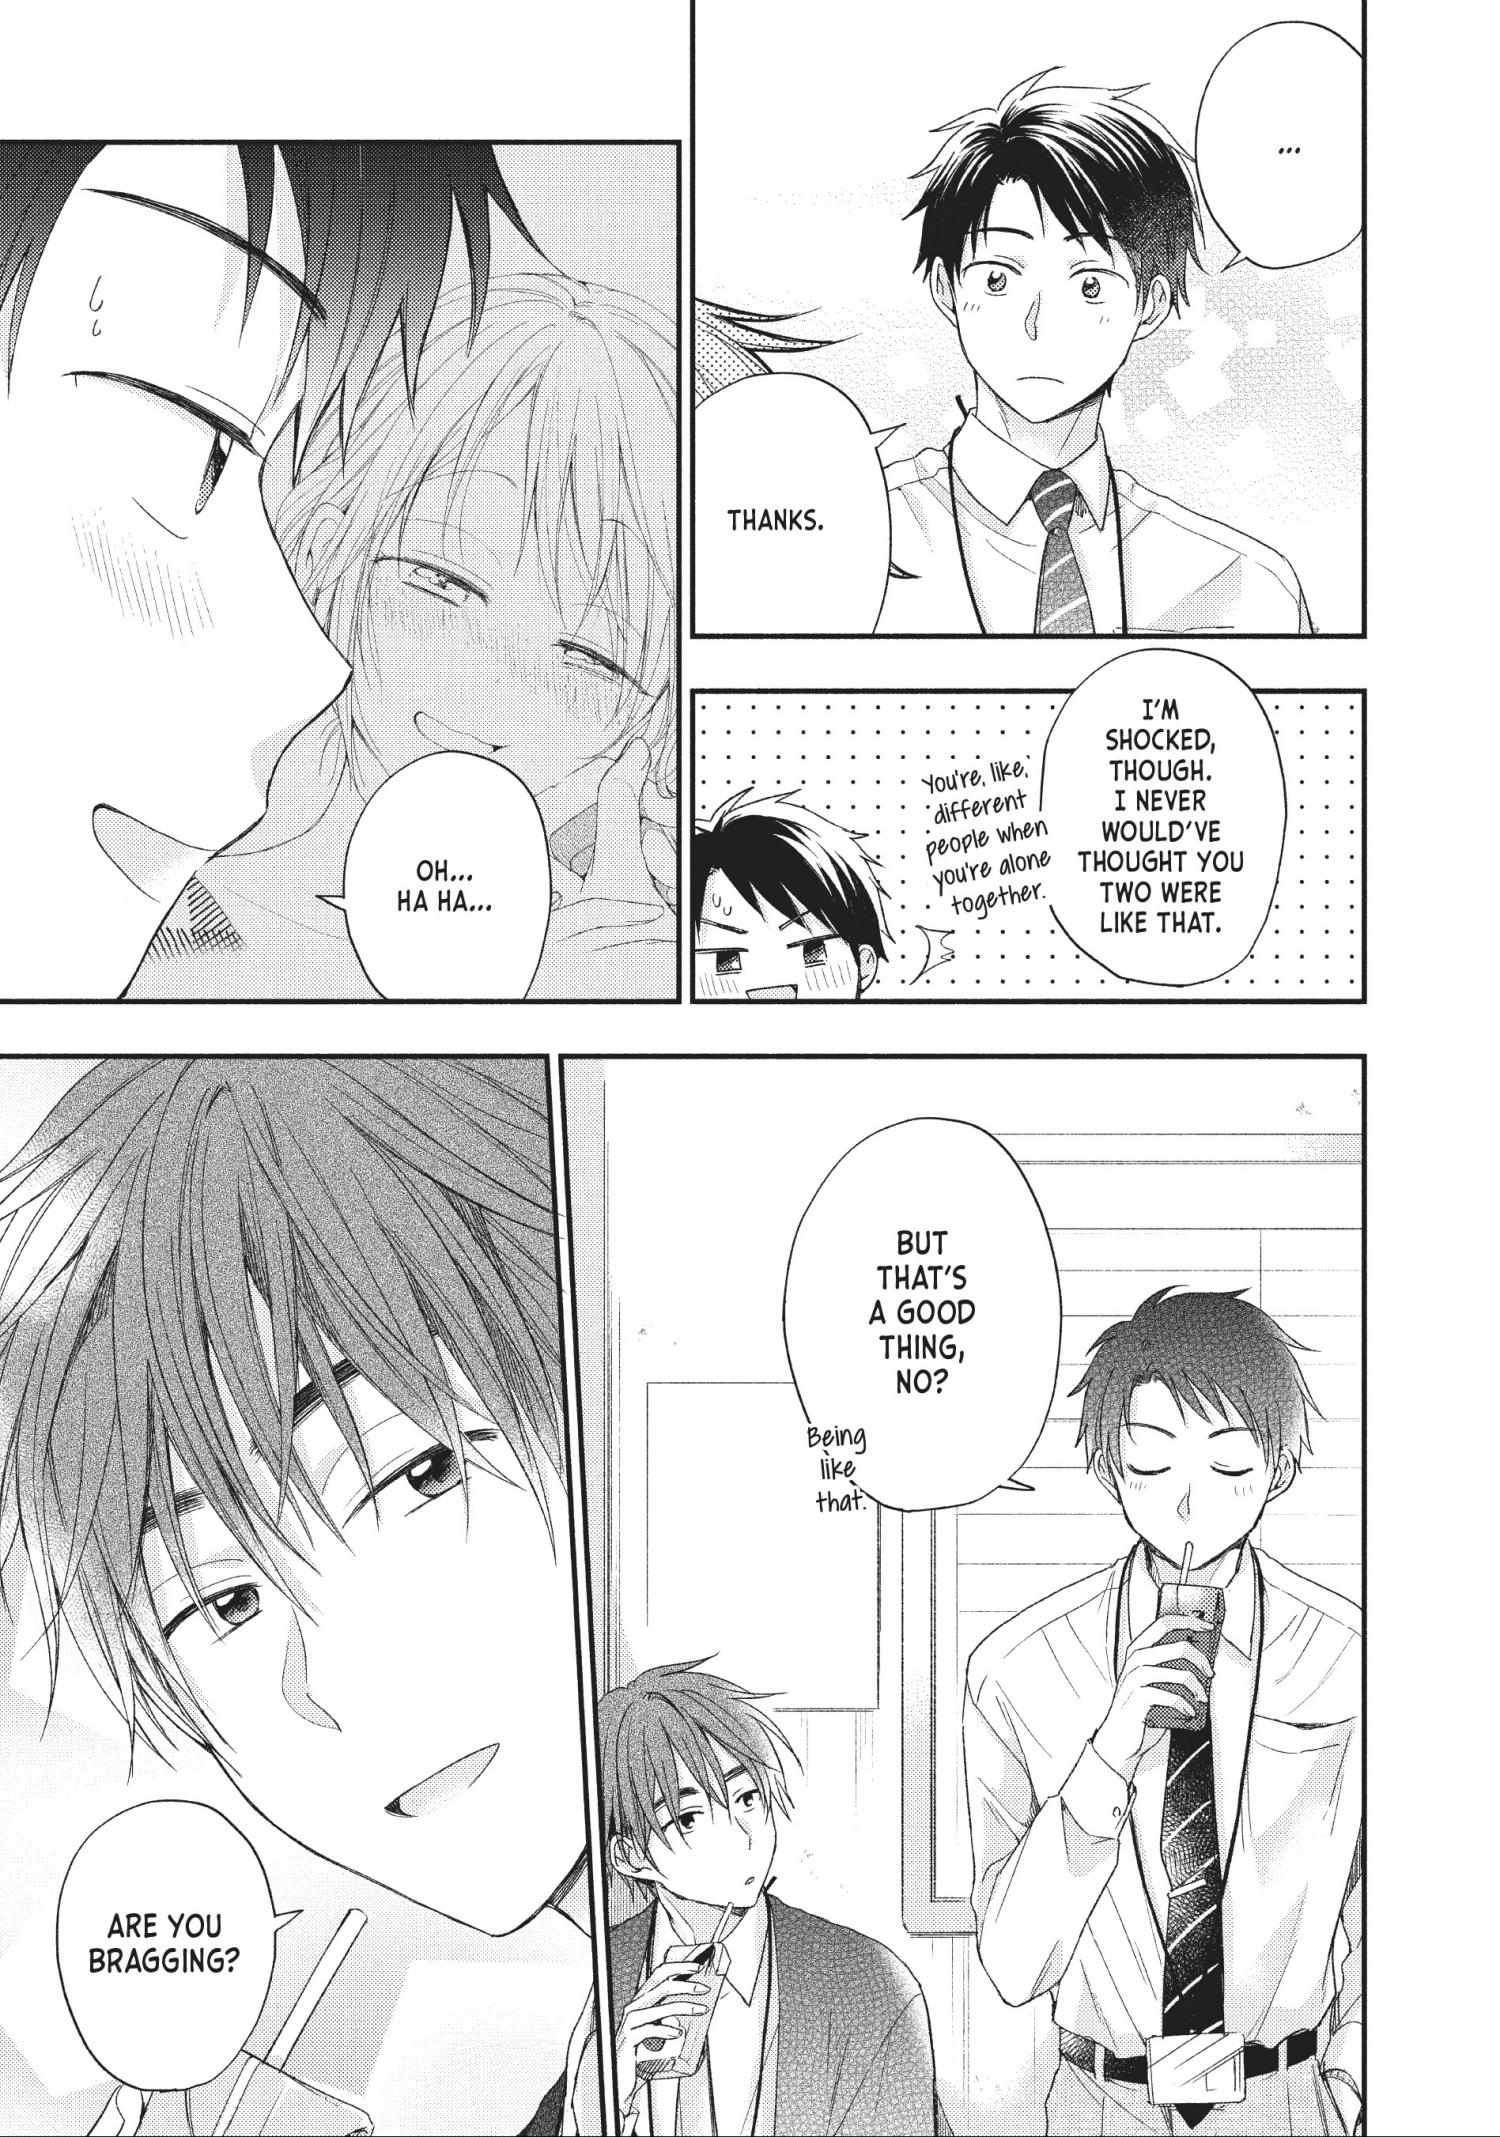 ...
THANKS.
I'M
SHOCKED,
THOUGH.
I NEVER
WOULD'VE
THOUGHT YOU
TWO WERE
LIKE THAT.
You're, like,
different
people when
you're alone
together.
OH...
HA HA...
BUT
THAT'S
A GOOD
THING,
NO?
Being
like
that.
ARE YOU
BRAGGING?